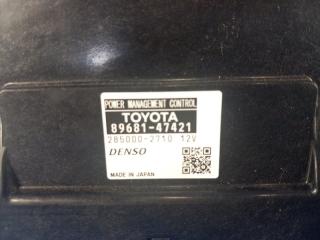 POWER MANAGEMENT CONTROL
TOYOTA
89681-47421
285000-2710 12V
DENSO
MADE IN JAPAN